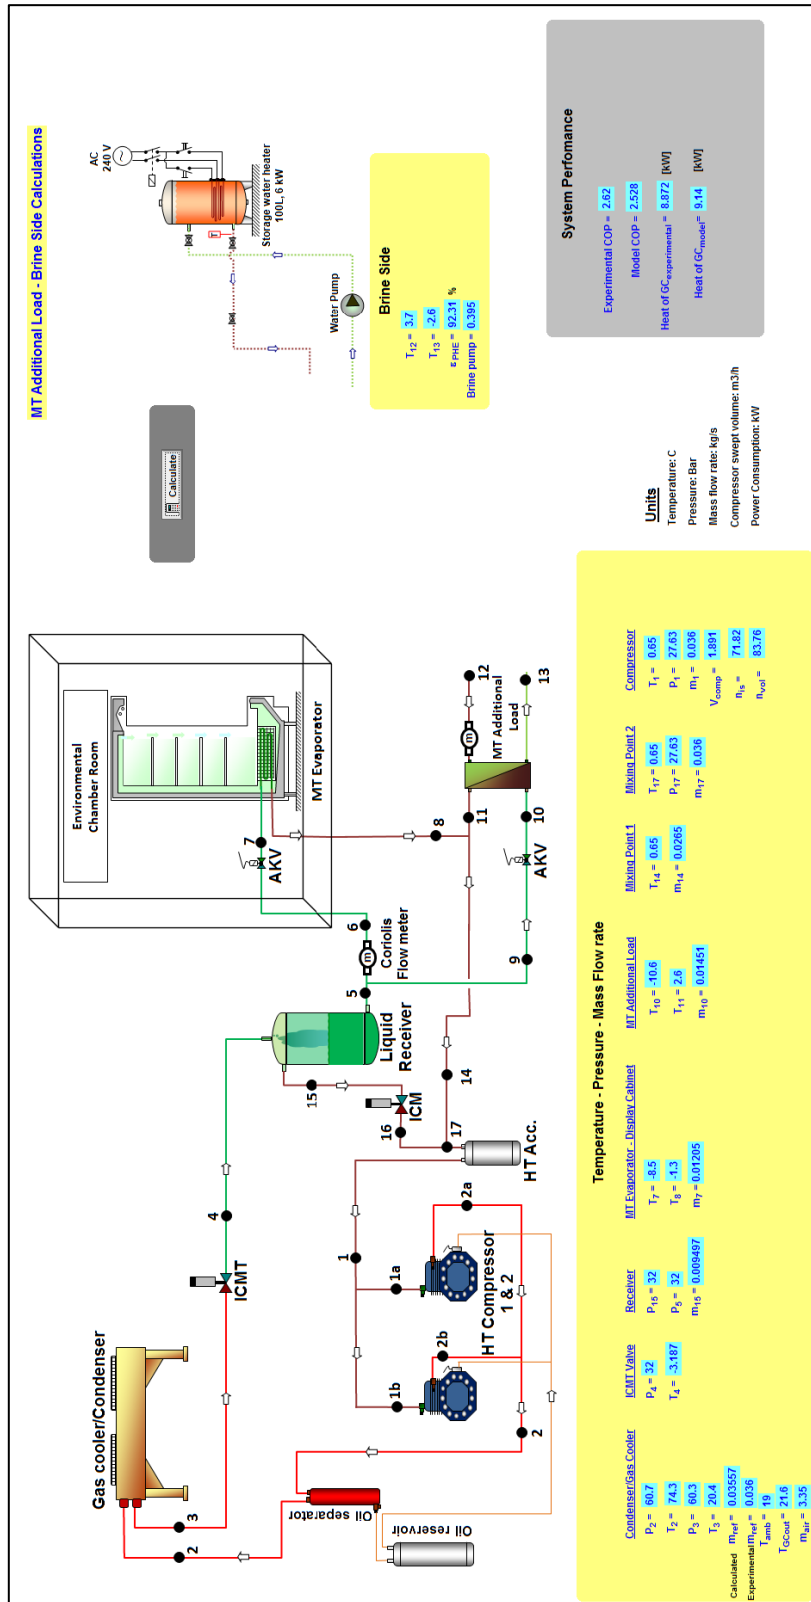 MT Additional Load - Brine Side Calculations
AC
240 V
Storage water heater
100L, 6 kW
T
Water Pump
Calculate
Environmental
Chamber Room
MT Evaporator
7
AKV
8
12
m
MT Additional
Load
13
11
10
AKV
9
6
m
Coriolis
Flow meter
5
Liquid
Receiver
15
ICM
16
14
17
HT Acc.
4
ICMT
1
1a
2a
HT Compressor
1 & 2
1b
2b
2
Gas cooler/Condenser
3
2
Oil separator
Oil reservoir
Brine Side
T12 = 3.7
T13 = -2.6
εPHE = 92.31 %
Brine pump = 0.395
System Perfomance
Experimental COP = 2.62
Model COP = 2.528
Heat of GCexperimental = 8.872 [kW]
Heat of GCmodel = 9.14 [kW]
Units
Temperature: C
Pressure: Bar
Mass flow rate: kg/s
Compressor swept volume: m3/h
Power Consumption: kW
Temperature - Pressure - Mass Flow rate
Condenser/Gas Cooler
P2 = 60.7
T2 = 74.3
P3 = 60.3
T3 = 20.4
Calculated mref = 0.03557
Experimental mref = 0.036
Tamb = 19
TGCout = 21.6
mair = 3.35
ICMT Valve
P4 = 32
T4 = -3.187
Receiver
P15 = 32
P5 = 32
m15 = 0.009497
MT Evaporator - Display Cabinet
T7 = -8.5
T8 = -1.3
m7 = 0.01205
MT Additional Load
T10 = -10.6
T11 = 2.6
m10 = 0.01451
Mixing Point 1
T14 = 0.65
m14 = 0.0265
Mixing Point 2
T17 = 0.65
P17 = 27.63
m17 = 0.036
Compressor
T1 = 0.65
P1 = 27.63
m1 = 0.036
Vcomp = 1.891
nis = 71.82
nvol = 83.76